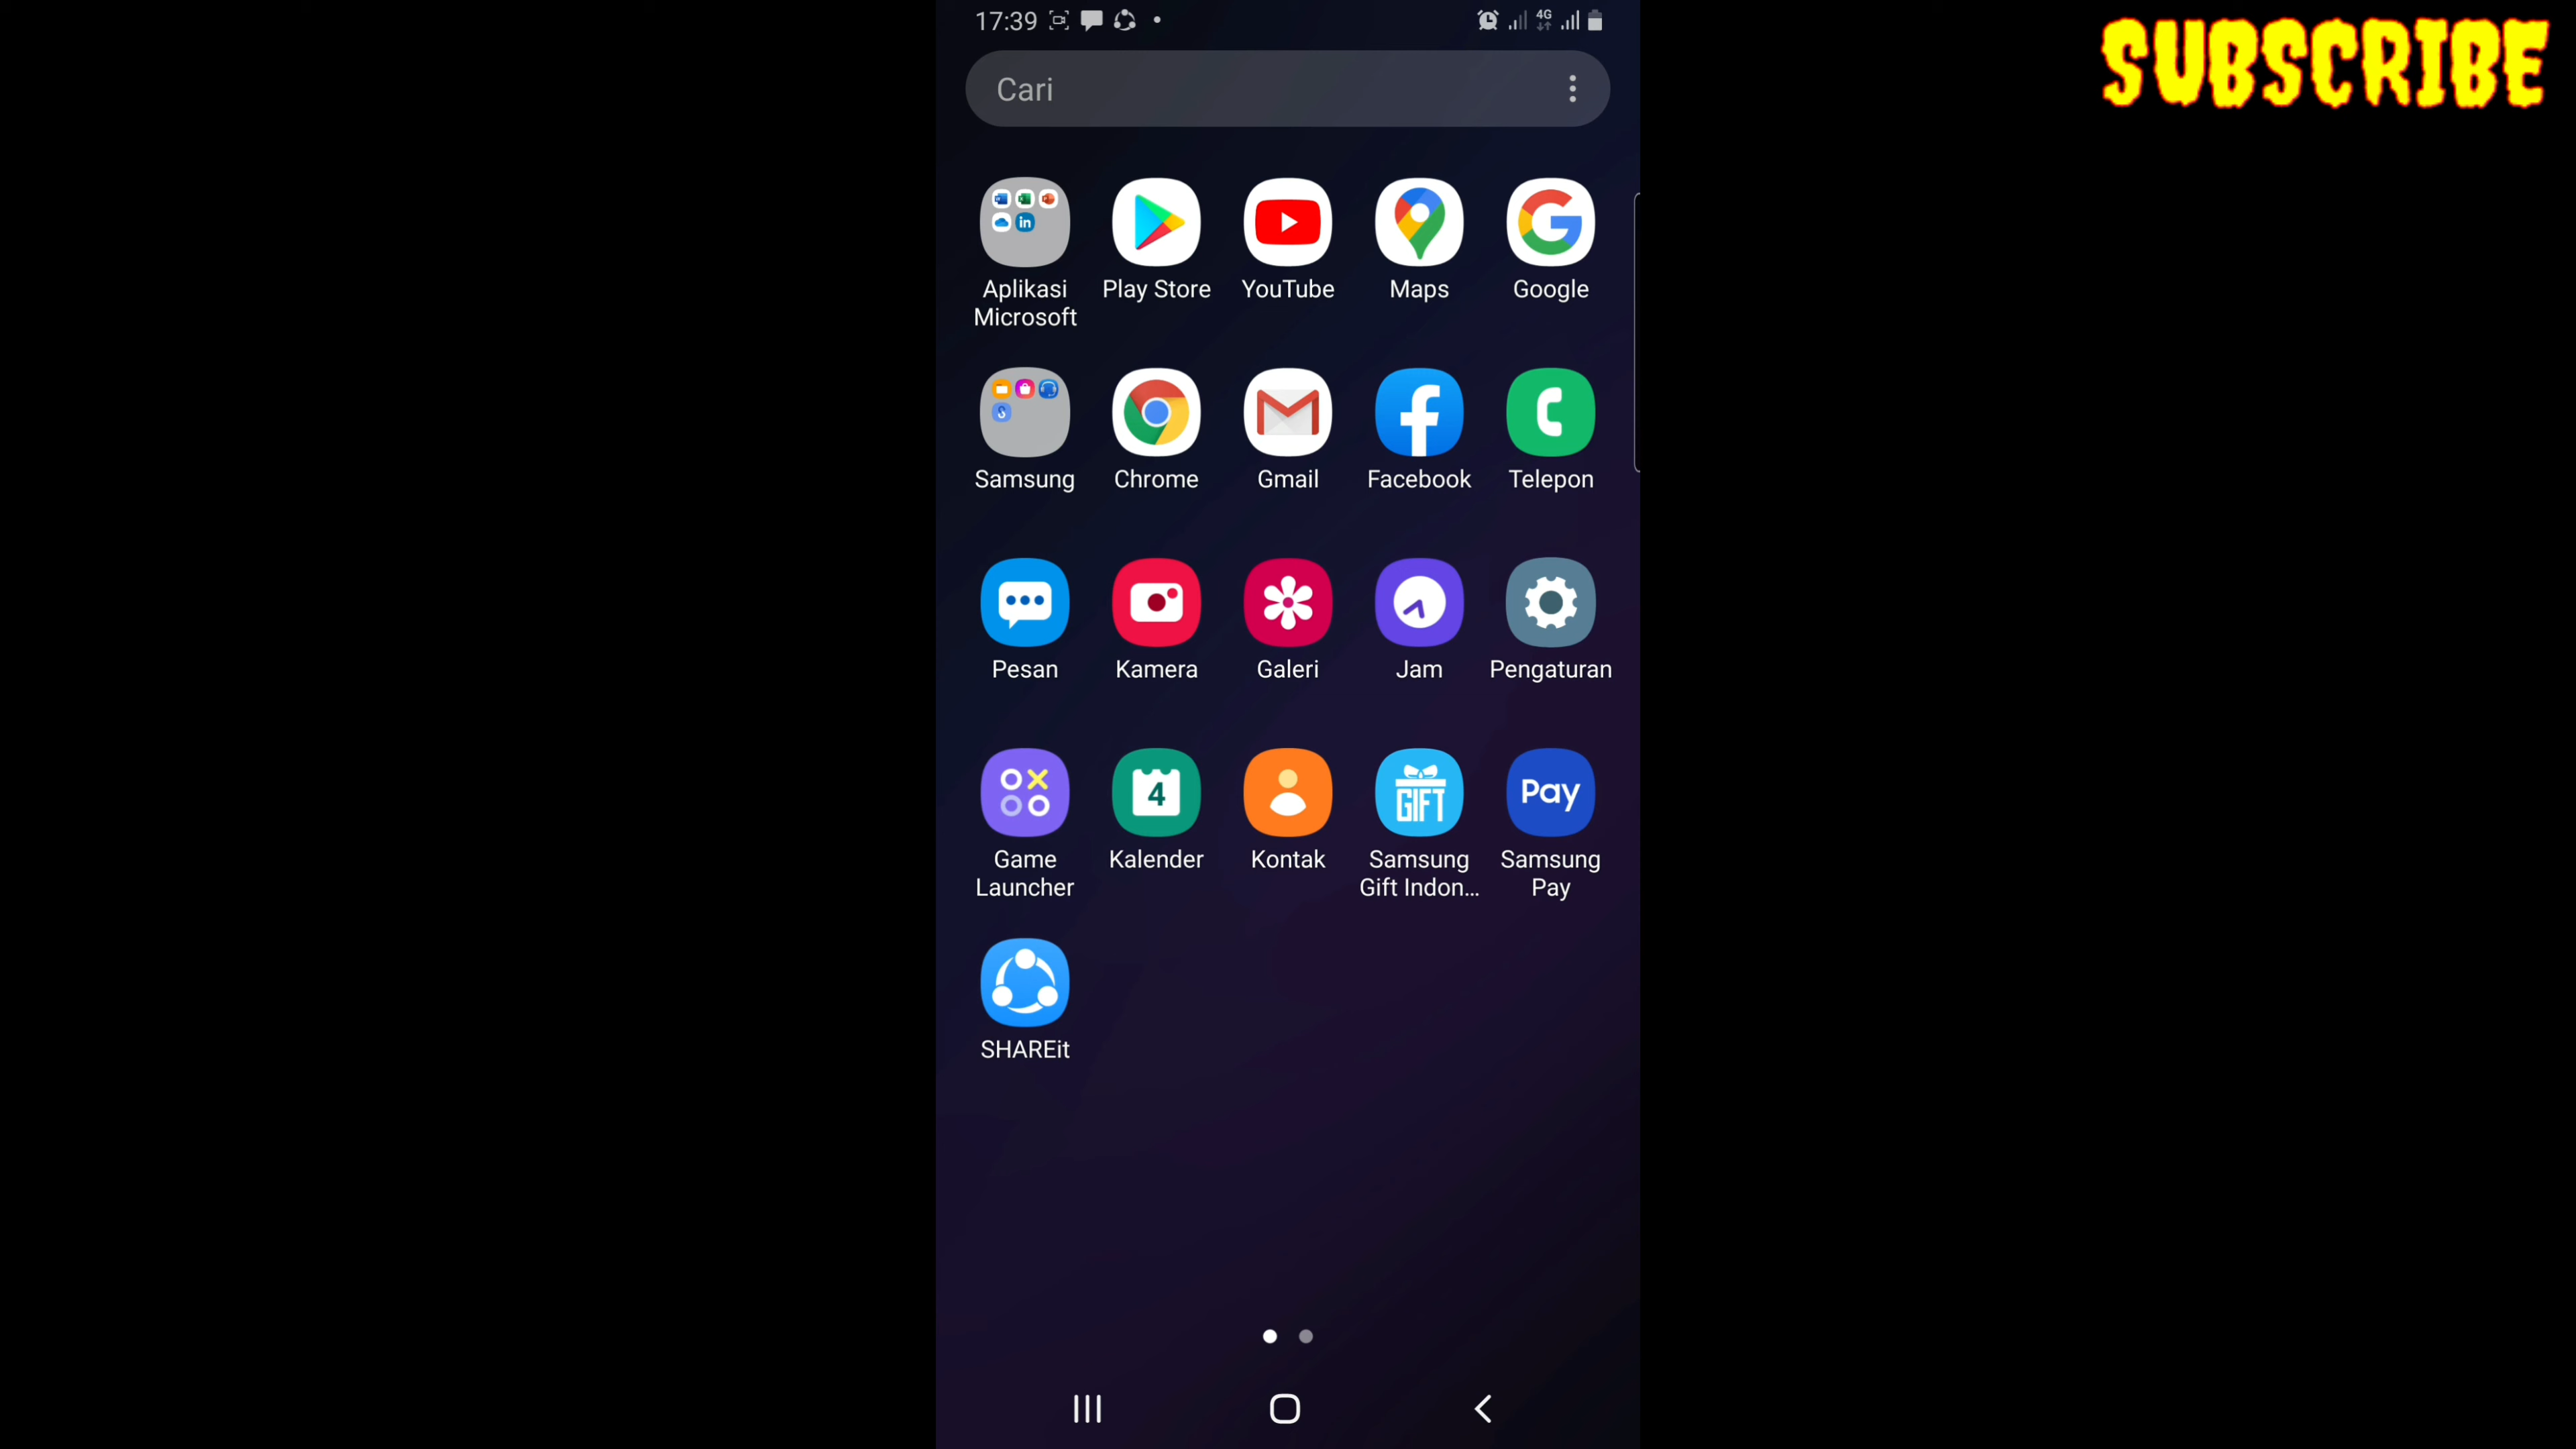 17:39
4G
SUBSCRIBE
Cari
Aplikasi Microsoft
Play Store
YouTube
Maps
Google
Samsung
Chrome
Gmail
Facebook
Telepon
Pesan
Kamera
Galeri
Jam
Pengaturan
4
GIFT
Pay
Game Launcher
Kalender
Kontak
Samsung Gift Indon...
Samsung Pay
SHAREit